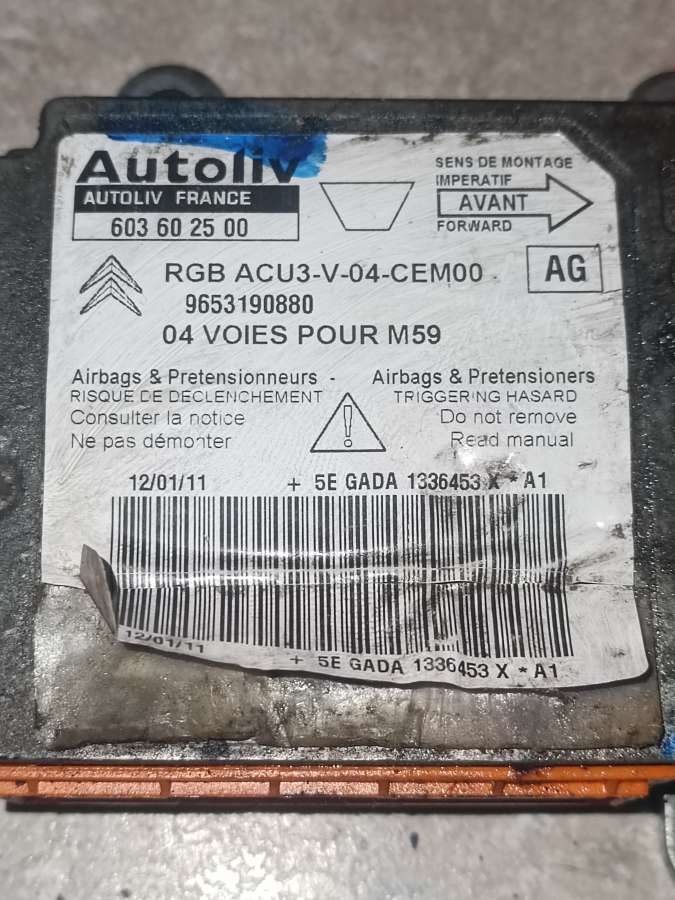 Autoliv
AUTOLIV FRANCE
603 60 25 00
SENS DE MONTAGE
IMPERATIF
AVANT
FORWARD
RGB ACU3-V-04-CEM00
AG
9653190880
04 VOIES POUR M59
Airbags & Pretensionneurs -
RISQUE DE DECLENCHEMENT
Consulter la notice
Ne pas démonter
!
Airbags & Pretensioners
TRIGGERING HASARD
Do not remove
Read manual
12/01/11 + 5E GADA 1336453 X * A1
12/01/11 + 5E GADA 1336453 X * A1